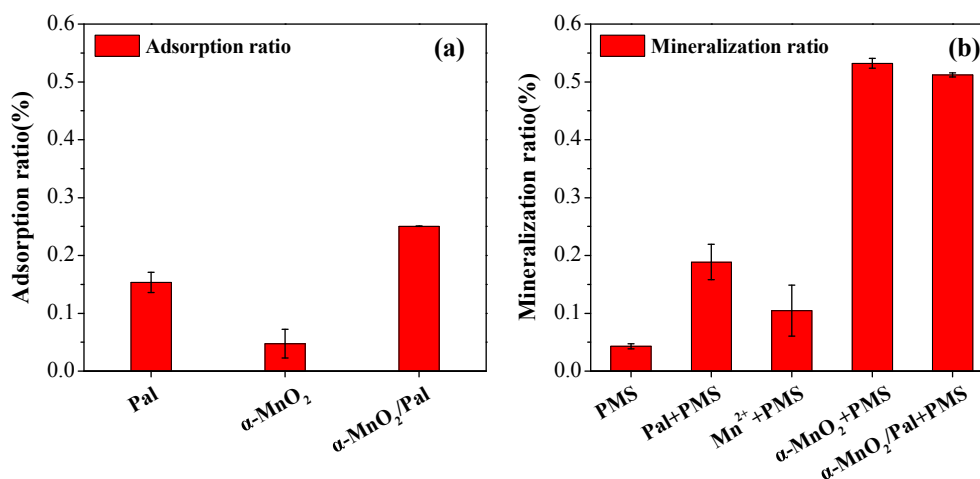 Adsorption ratio
(a)
Adsorption ratio(%)
0.6
0.5
0.4
0.3
0.2
0.1
0.0
Pal
α-MnO₂
α-MnO₂/Pal
Mineralization ratio
(b)
Mineralization ratio(%)
0.6
0.5
0.4
0.3
0.2
0.1
0.0
PMS
Pal+PMS
Mn²⁺+PMS
α-MnO₂+PMS
α-MnO₂/Pal+PMS